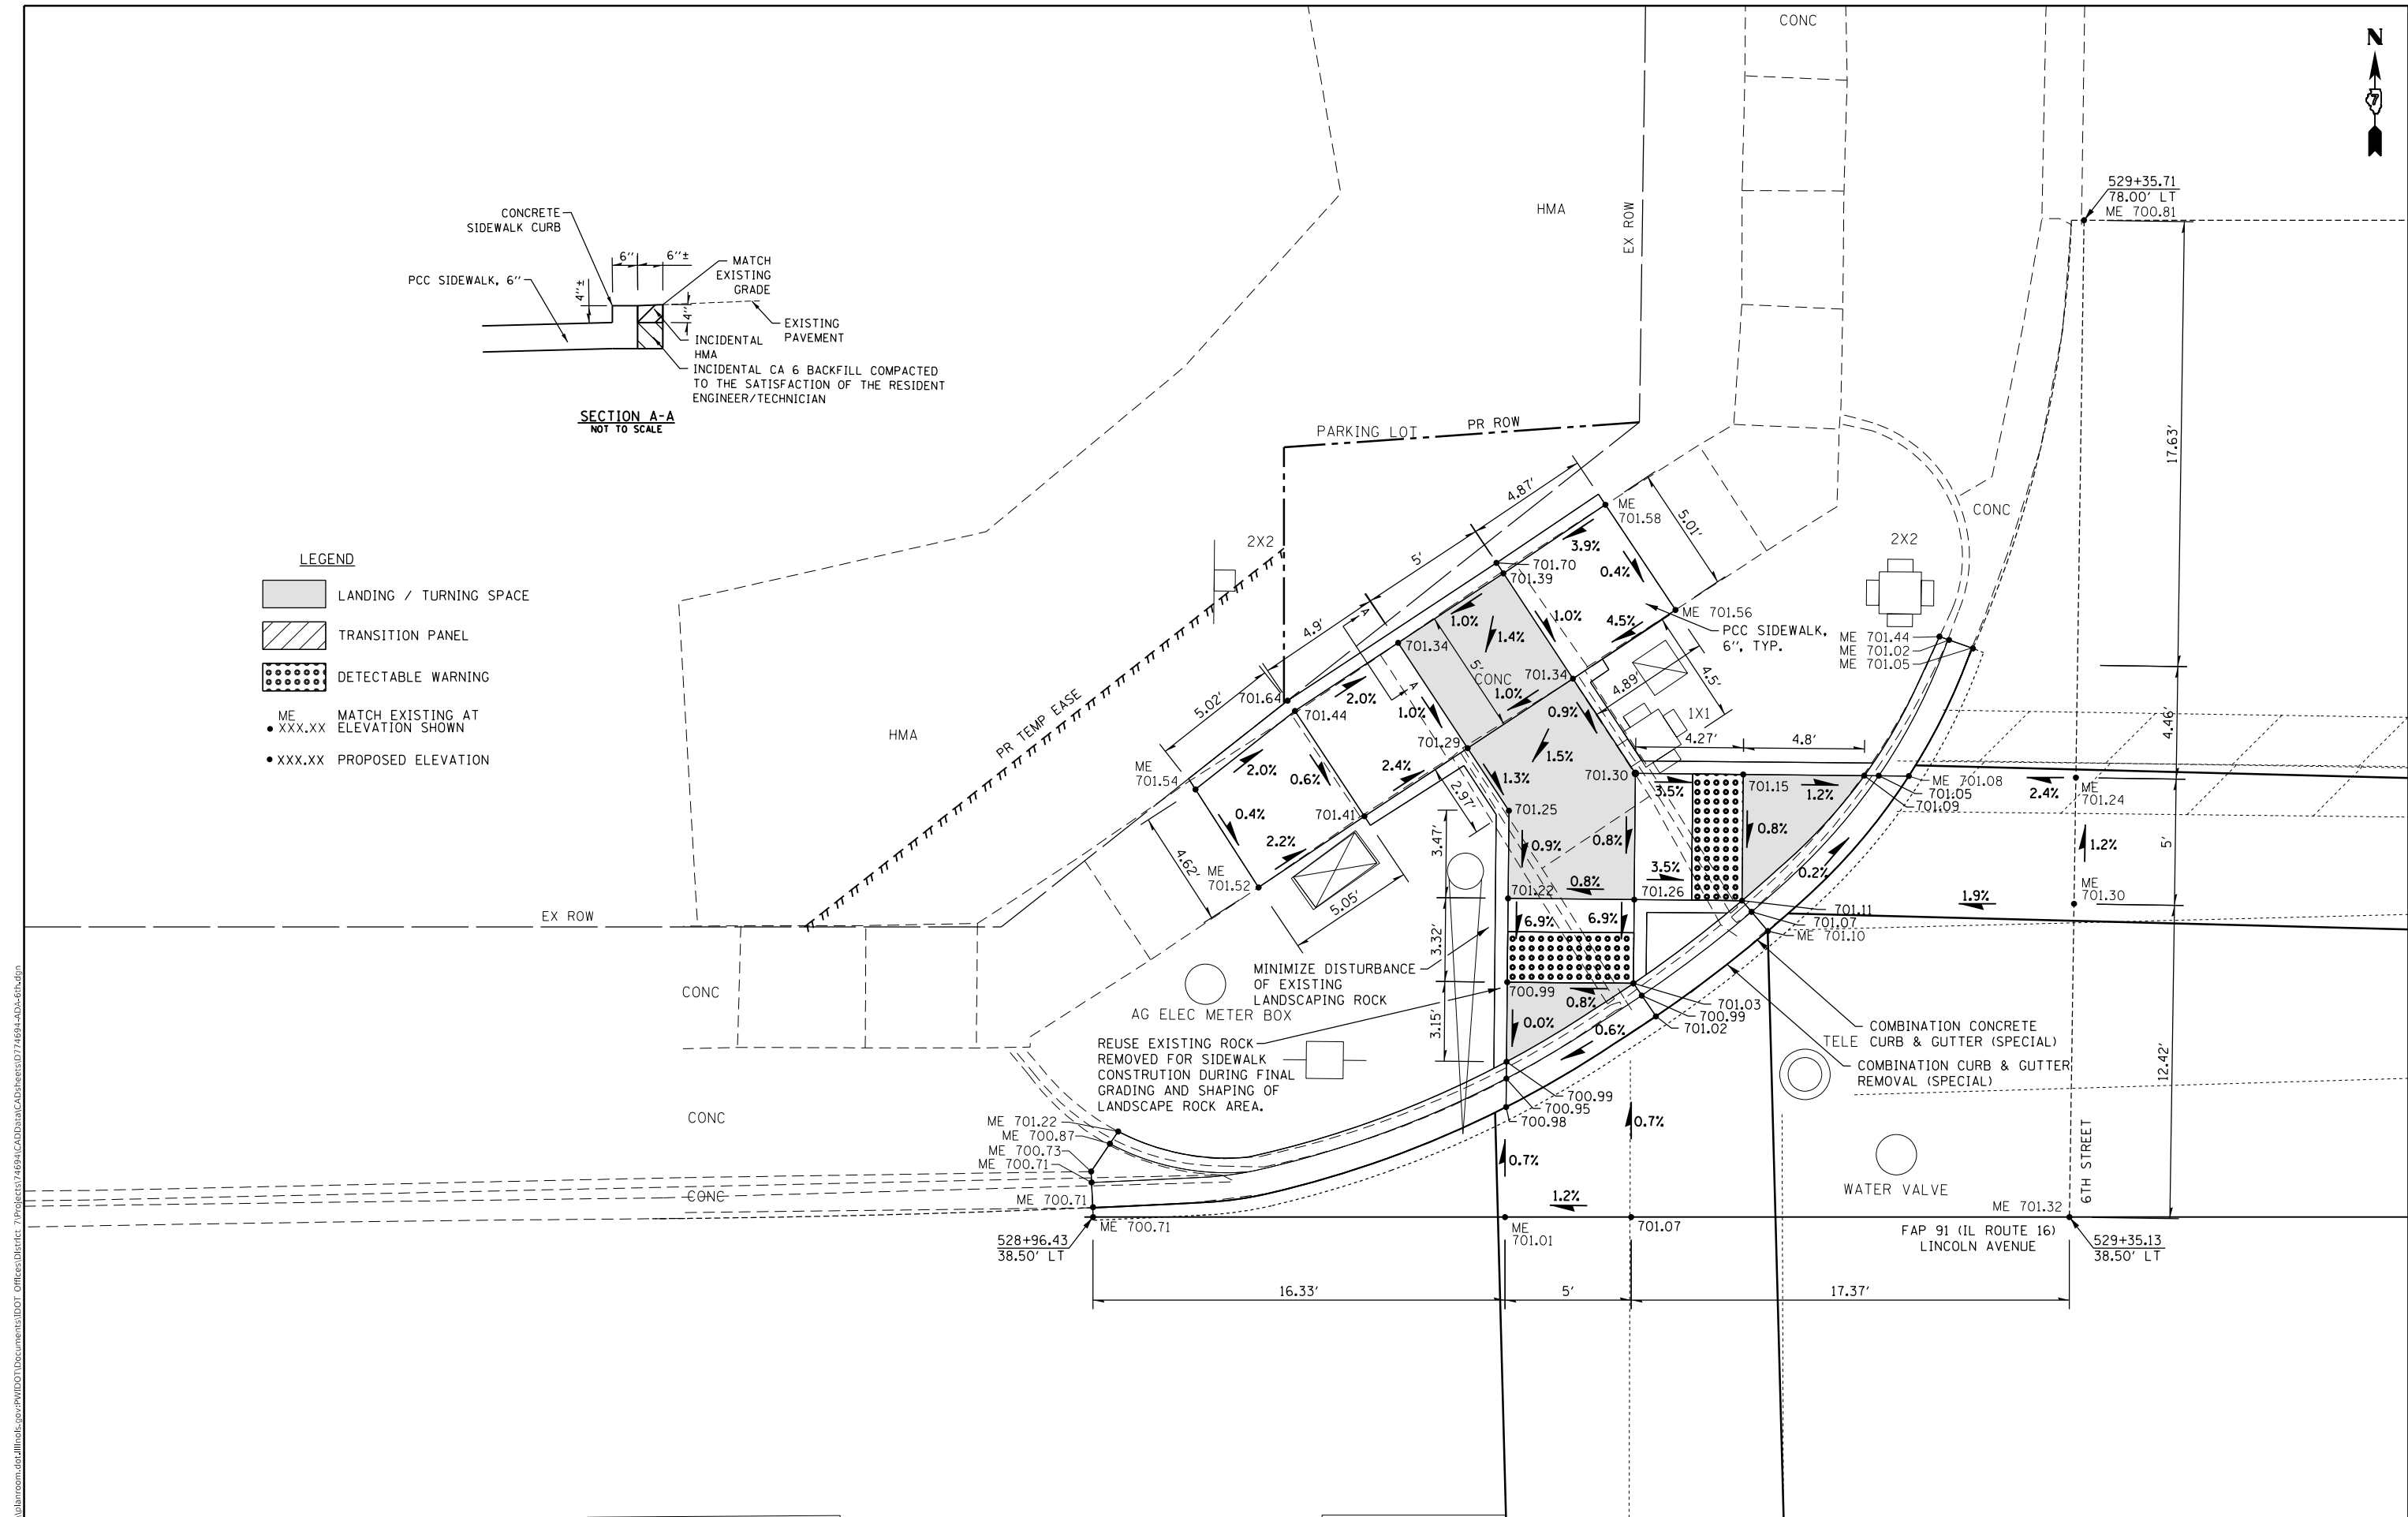 CONC
N
7
529+35.71
78.00' LT
ME 700.81
HMA
EX ROW
CONCRETE
SIDEWALK CURB
6"
6"±
MATCH
EXISTING
GRADE
PCC SIDEWALK, 6"
4"±
4"
EXISTING
PAVEMENT
INCIDENTAL
HMA
INCIDENTAL CA 6 BACKFILL COMPACTED
TO THE SATISFACTION OF THE RESIDENT
ENGINEER/TECHNICIAN
SECTION A-A
NOT TO SCALE
PARKING LOT
PR ROW
17.63'
4.87'
ME
701.58
5.01'
CONC
2X2
LEGEND
LANDING / TURNING SPACE
TRANSITION PANEL
DETECTABLE WARNING
ME
XXX.XX
MATCH EXISTING AT
ELEVATION SHOWN
XXX.XX PROPOSED ELEVATION
2X2
5'
3.9%
0.4%
701.70
701.39
4.9'
A
1.0%
1.4%
1.0%
4.5%
ME 701.56
PCC SIDEWALK,
6", TYP.
ME 701.44
ME 701.02
ME 701.05
701.34
5'
CONC
701.34
4.89'
4.5'
5.02'
701.64
701.44
2.0%
A
1.0%
1.0%
0.9%
1X1
4.27'
4.8'
4.46'
HMA
PR TEMP EASE
701.29
1.5%
ME
701.54
2.0%
0.6%
2.4%
1.3%
701.30
3.5%
701.15
1.2%
ME 701.08
701.05
701.09
2.4%
ME
701.24
2.97'
701.25
0.4%
701.41
2.2%
3.47'
0.9%
0.8%
0.8%
1.2%
5'
4.62'
ME
701.52
5.05'
3.5%
0.8%
701.22
701.26
0.2%
1.9%
ME
701.30
EX ROW
701.11
701.07
ME 701.10
6.9%
6.9%
3.32'
MINIMIZE DISTURBANCE
OF EXISTING
LANDSCAPING ROCK
CONC
AG ELEC METER BOX
700.99
0.8%
701.03
700.99
701.02
3.15'
0.0%
0.6%
REUSE EXISTING ROCK
REMOVED FOR SIDEWALK
CONSTRUTION DURING FINAL
GRADING AND SHAPING OF
LANDSCAPE ROCK AREA.
COMBINATION CONCRETE
CURB & GUTTER (SPECIAL)
TELE
COMBINATION CURB & GUTTER
REMOVAL (SPECIAL)
12.42'
700.99
700.95
700.98
CONC
ME 701.22
ME 700.87
ME 700.73
ME 700.71
0.7%
0.7%
6TH STREET
WATER VALVE
CONC
ME 700.71
1.2%
ME 701.32
ME 700.71
ME
701.01
701.07
FAP 91 (IL ROUTE 16)
LINCOLN AVENUE
528+96.43
38.50' LT
529+35.13
38.50' LT
16.33'
5'
17.37'